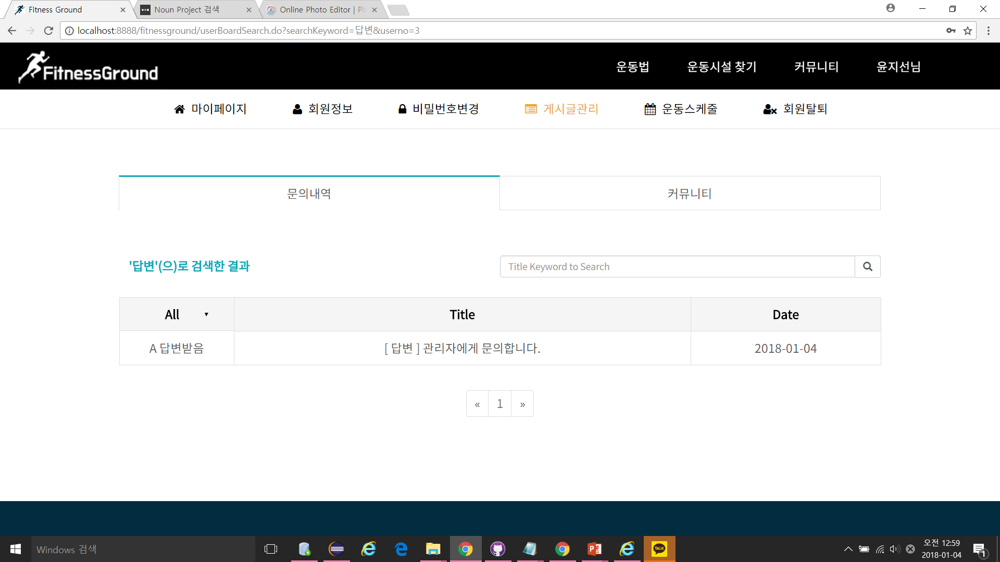 Fitness Ground
Noun Project 검색
Online Photo Editor | Pi
localhost:8888/fitnessground/userBoardSearch.do?searchKeyword=답변&userno=3
FitnessGround
운동법
운동시설 찾기
커뮤니티
윤지선님
마이페이지
회원정보
비밀번호변경
게시글관리
운동스케줄
회원탈퇴
문의내역
커뮤니티
'답변'(으)로 검색한 결과
Title Keyword to Search
All ▼
Title
Date
A 답변받음
[ 답변 ] 관리자에게 문의합니다.
2018-01-04
« 1 »
Windows 검색
TALK
오전 12:59
2018-01-04
1